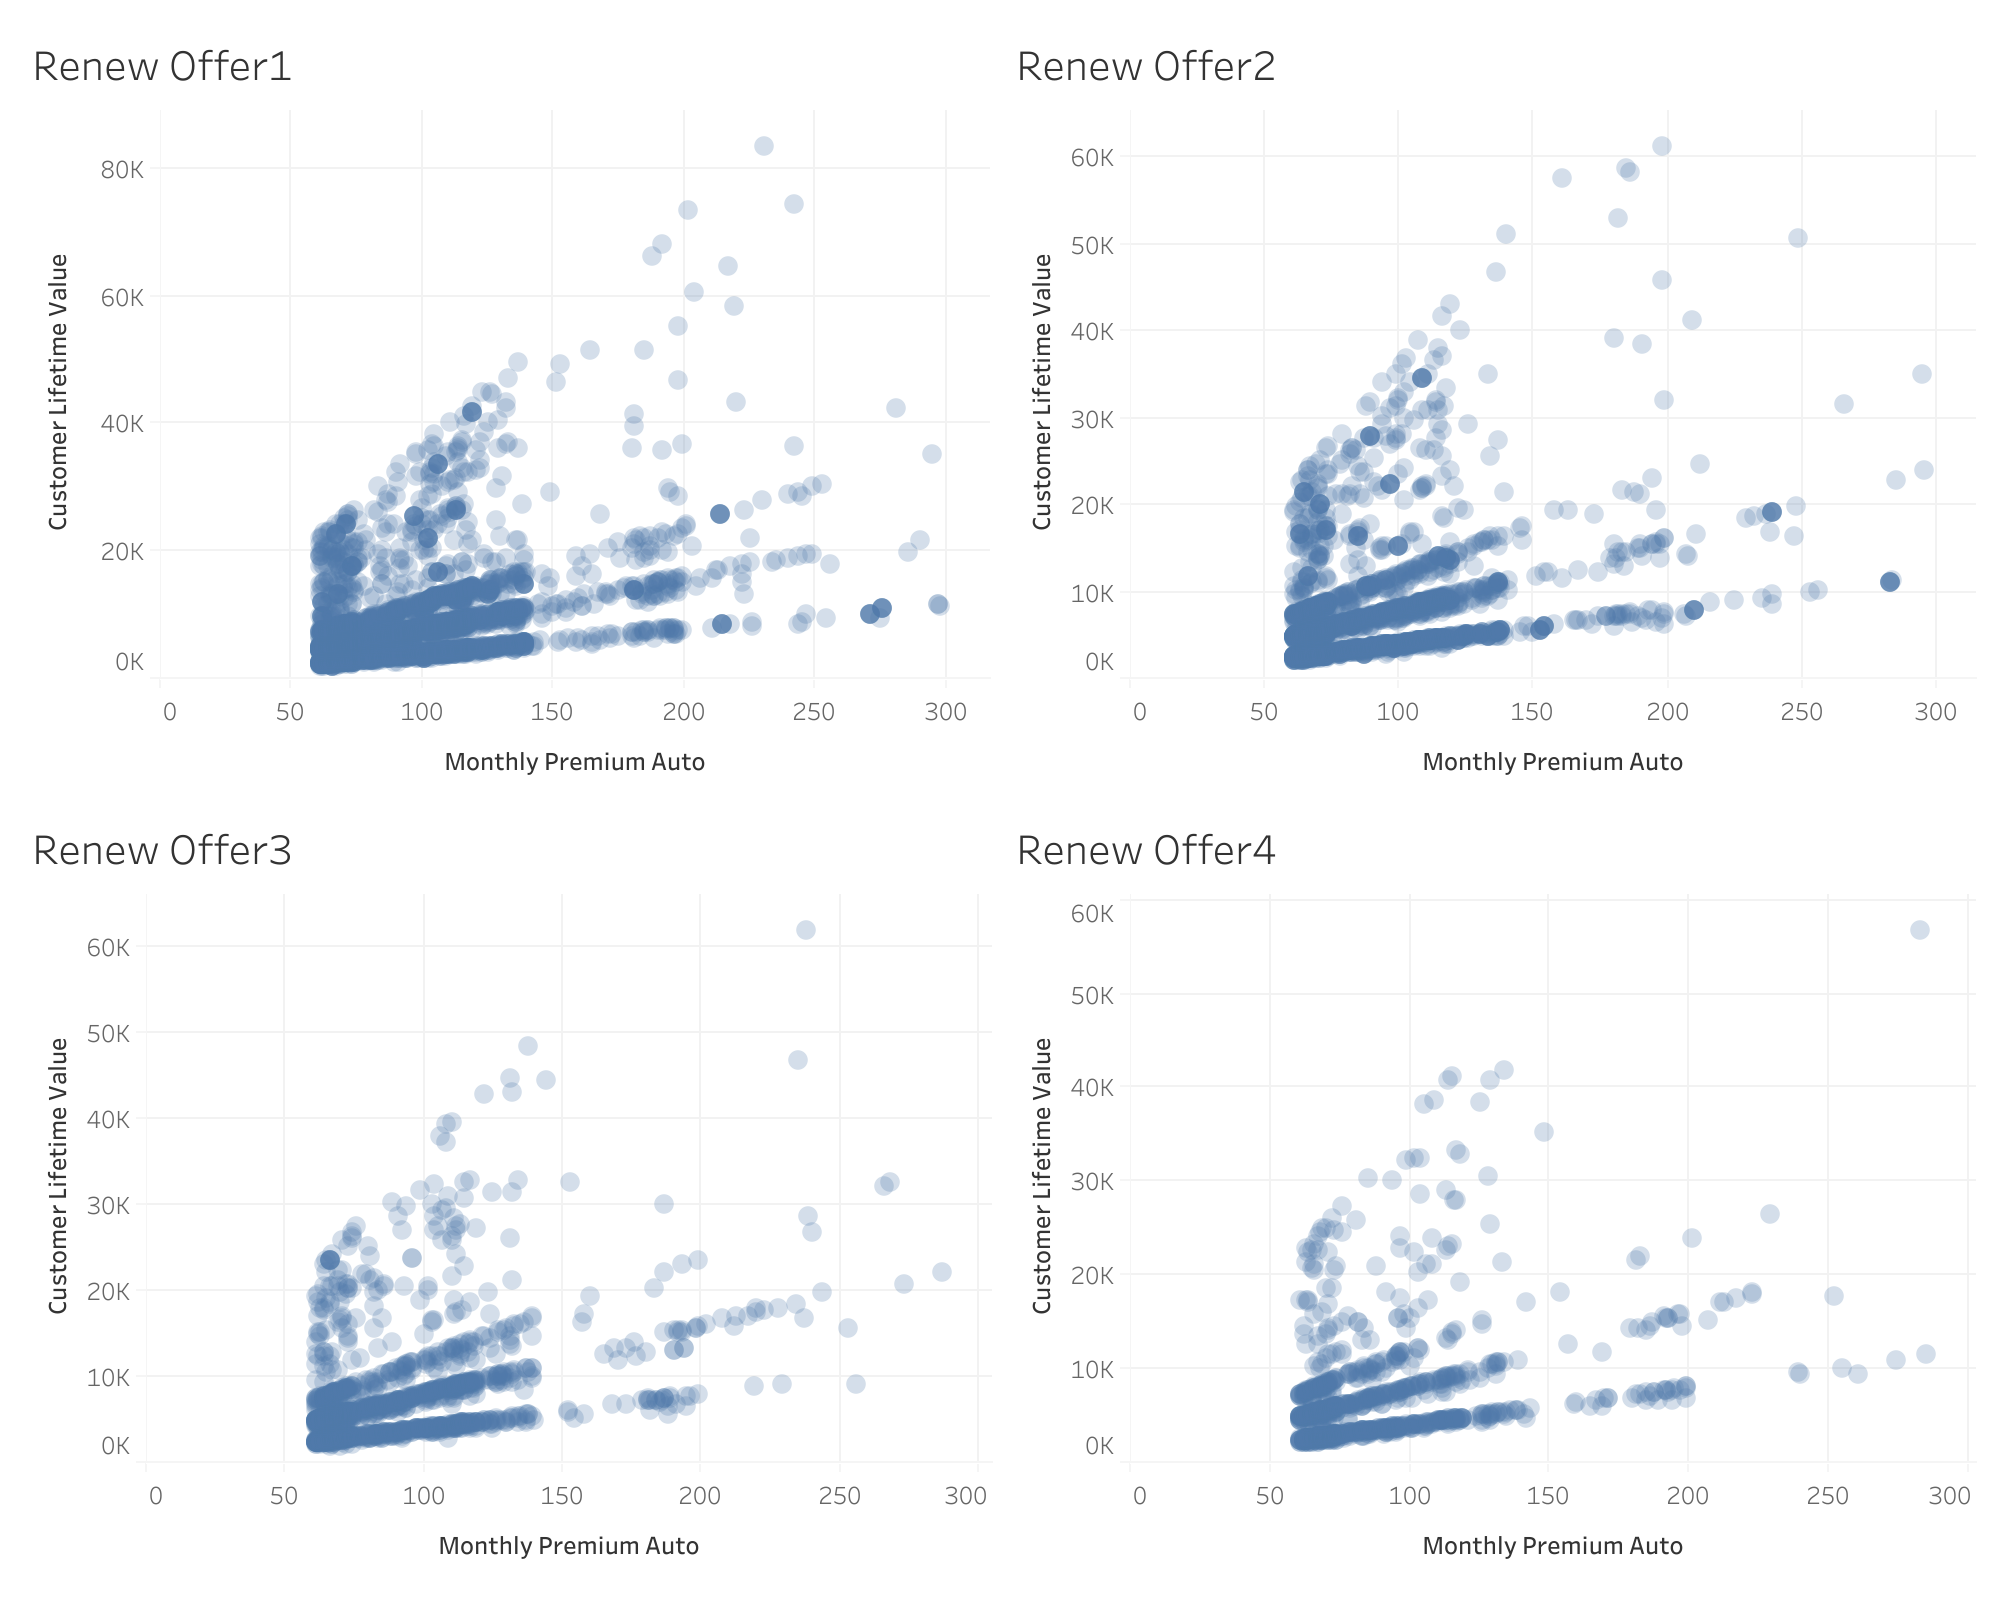 Renew Offer1
Customer Lifetime Value
80K
60K
40K
20K
0K
0 50 100 150 200 250 300
Monthly Premium Auto
Renew Offer2
Customer Lifetime Value
60K
50K
40K
30K
20K
10K
0K
0 50 100 150 200 250 300
Monthly Premium Auto
Renew Offer3
Customer Lifetime Value
60K
50K
40K
30K
20K
10K
0K
0 50 100 150 200 250 300
Monthly Premium Auto
Renew Offer4
Customer Lifetime Value
60K
50K
40K
30K
20K
10K
0K
0 50 100 150 200 250 300
Monthly Premium Auto